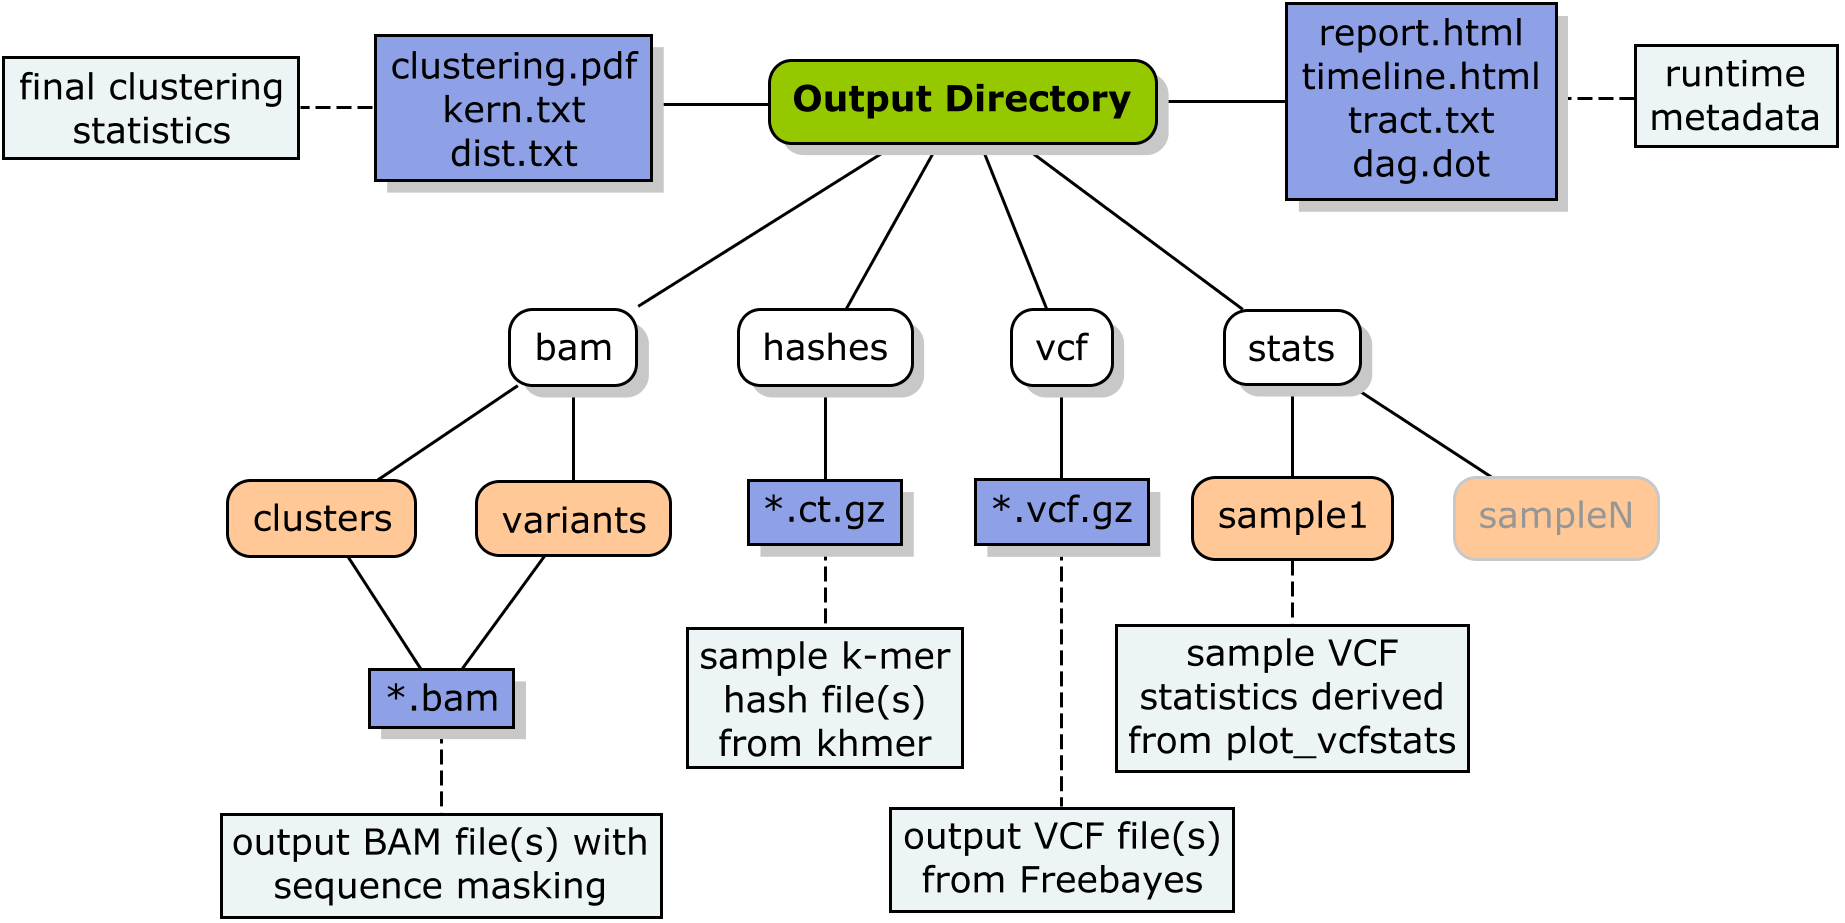 final clustering
statistics
clustering.pdf
kern.txt
dist.txt
Output Directory
report.html
timeline.html
tract.txt
dag.dot
runtime
metadata
bam
hashes
vcf
stats
clusters
variants
*.ct.gz
*.vcf.gz
sample1
sampleN
*.bam
sample k-mer
hash file(s)
from khmer
sample VCF
statistics derived
from plot_vcfstats
output BAM file(s) with
sequence masking
output VCF file(s)
from Freebayes